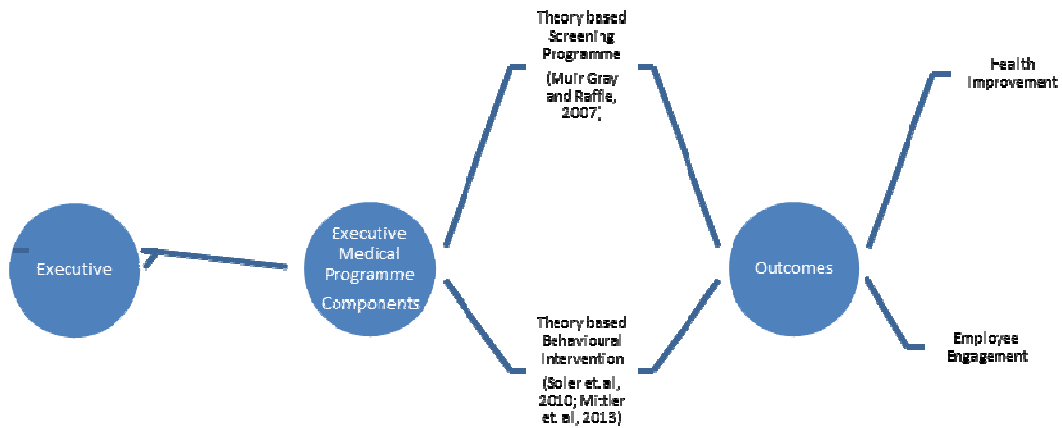 Executive
Executive
Medical
Programme
Components
Theory based
Screening
Programme
(Muir Gray
and Raffle,
2007)
Theory based
Behavioural
Intervention
(Soler et.al,
2010; Mittler
et. al, 2013)
Outcomes
Health
Improvement
Employee
Engagement